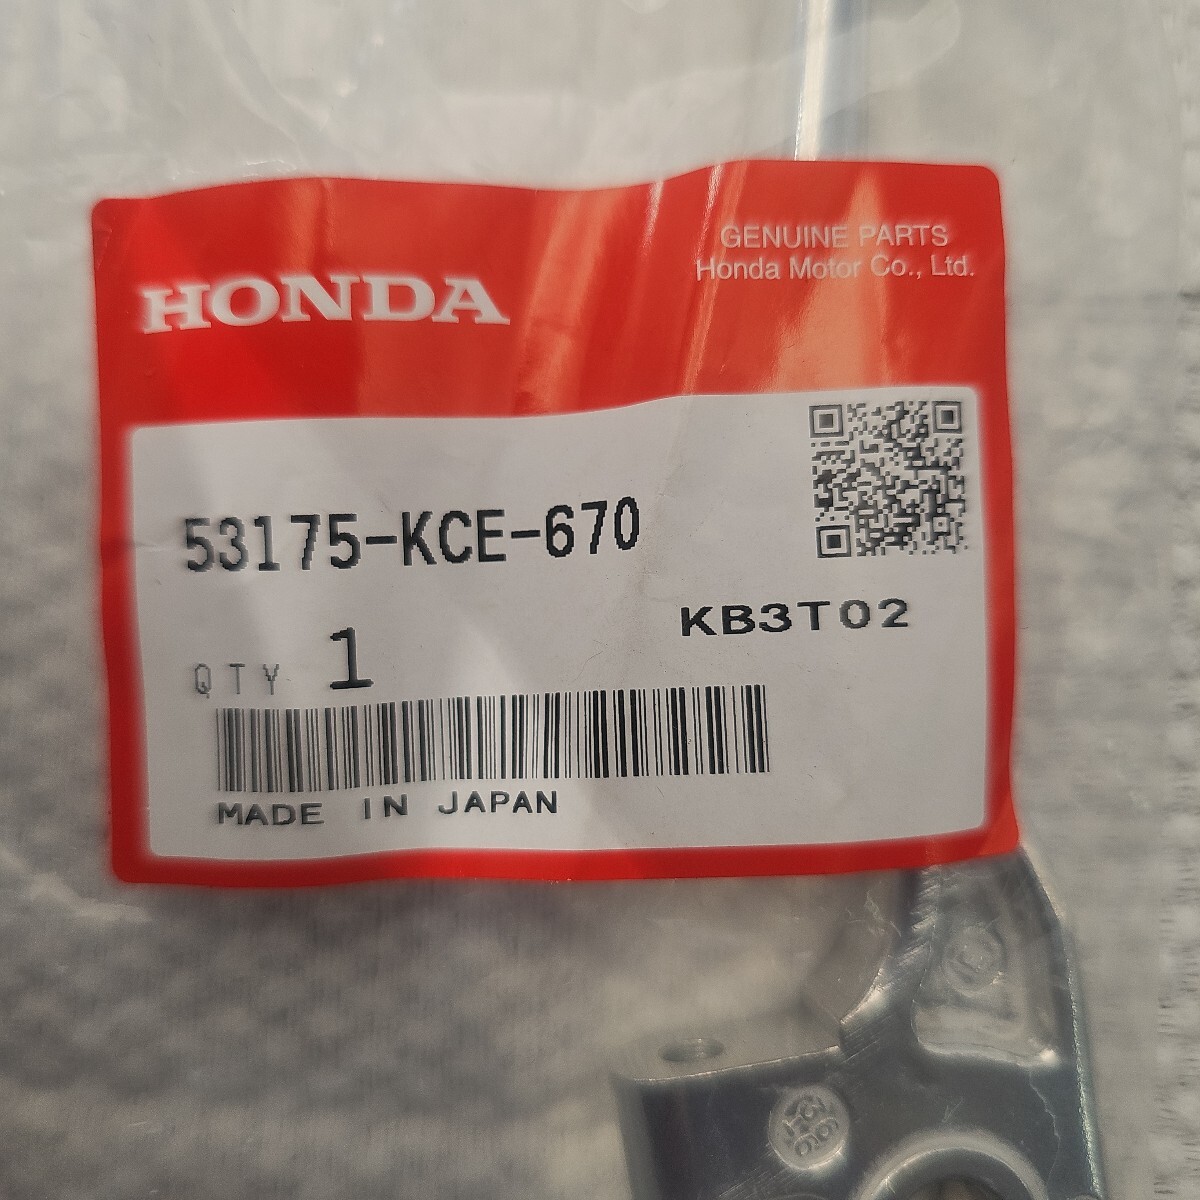 HONDA
GENUINE PARTS
Honda Motor Co., Ltd.
53175-KCE-670
KB3T02
QTY 1
MADE IN JAPAN